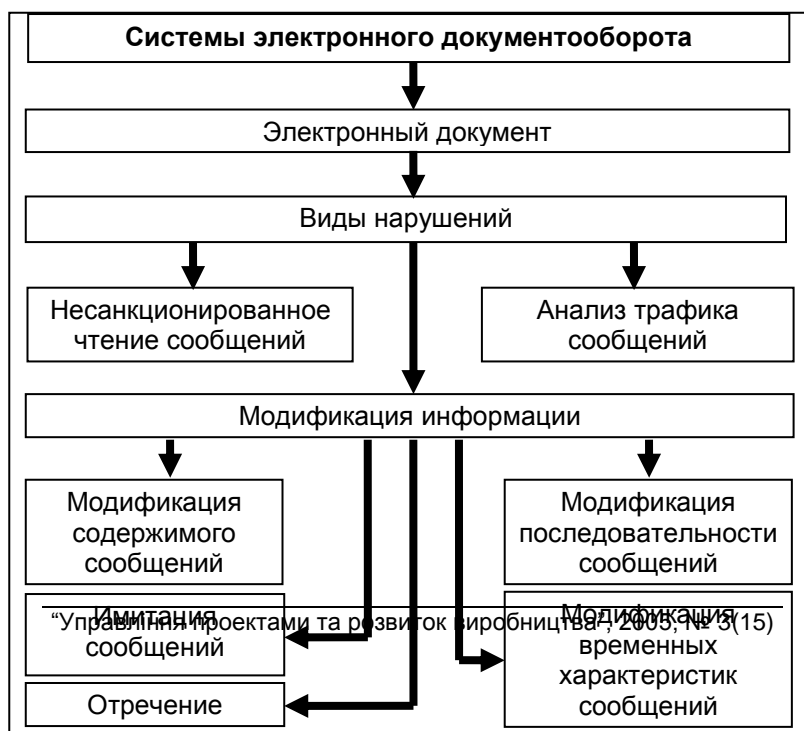 Системы электронного документооборота
Электронный документ
Виды нарушений
Несанкционированное
чтение сообщений
Анализ трафика
сообщений
Модификация информации
Модификация
содержимого
сообщений
Модификация
последовательности
сообщений
Имитация
сообщений
“Управління проектами та розвиток виробництва”, 2005, № 3(15)
Модификация
временных
характеристик
сообщений
Отречение